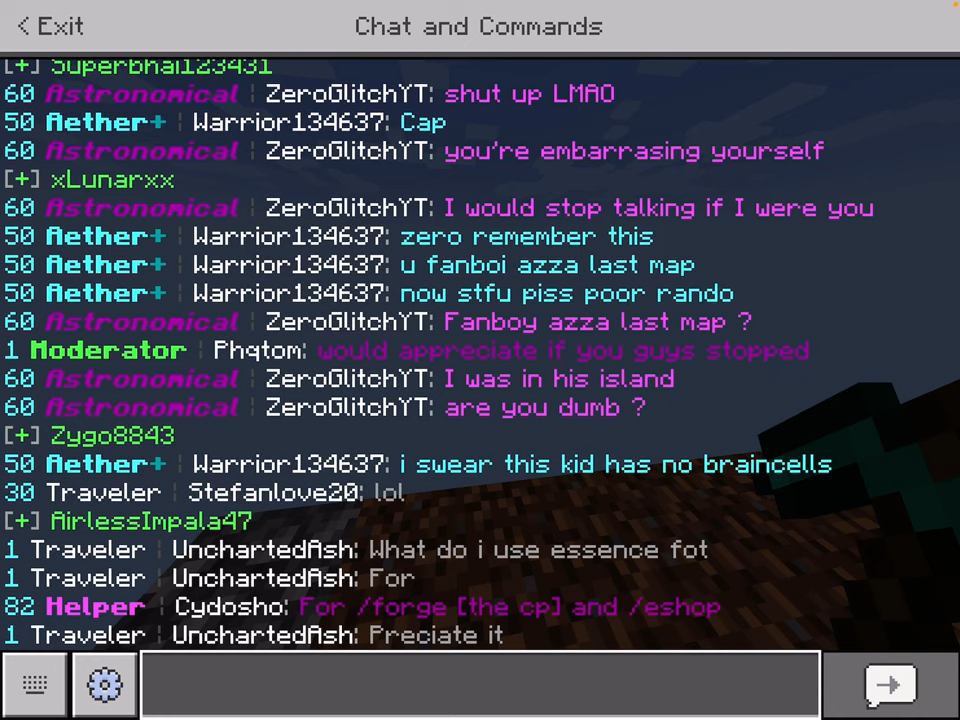 < Exit
Chat and Commands
[+] Superbhai123431
60 Astronomical | ZeroGlitchYT: shut up LMAO
50 Aether+ | Warrior134637: Cap
60 Astronomical | ZeroGlitchYT: you're embarrasing yourself
[+] xLunarxx
60 Astronomical | ZeroGlitchYT: I would stop talking if I were you
50 Aether+ | Warrior134637: zero remember this
50 Aether+ | Warrior134637: u fanboi azza last map
50 Aether+ | Warrior134637: now stfu piss poor rando
60 Astronomical | ZeroGlitchYT: Fanboy azza last map ?
1 Moderator | Phqtom: would appreciate if you guys stopped
60 Astronomical | ZeroGlitchYT: I was in his island
60 Astronomical | ZeroGlitchYT: are you dumb ?
[+] Zygo8843
50 Aether+ | Warrior134637: i swear this kid has no braincells
30 Traveler | Stefanlove20: lol
[+] AirlessImpala47
1 Traveler | UnchartedAsh: What do i use essence fot
1 Traveler | UnchartedAsh: For
82 Helper | Cydosho: For /forge [the cp] and /eshop
1 Traveler | UnchartedAsh: Preciate it